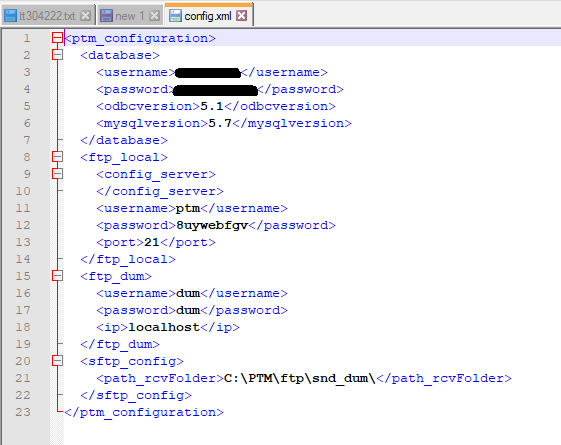 tt304222.txt new 1 config.xml
1 <ptm_configuration>
2 <database>
3 <username></username>
4 <password></password>
5 <odbcversion>5.1</odbcversion>
6 <mysqlversion>5.7</mysqlversion>
7 </database>
8 <ftp_local>
9 <config_server>
10 </config_server>
11 <username>ptm</username>
12 <password>8uywebfgv</password>
13 <port>21</port>
14 </ftp_local>
15 <ftp_dum>
16 <username>dum</username>
17 <password>dum</password>
18 <ip>localhost</ip>
19 </ftp_dum>
20 <sftp_config>
21 <path_rcvFolder>C:\PTM\ftp\snd_dum\</path_rcvFolder>
22 </sftp_config>
23 </ptm_configuration>